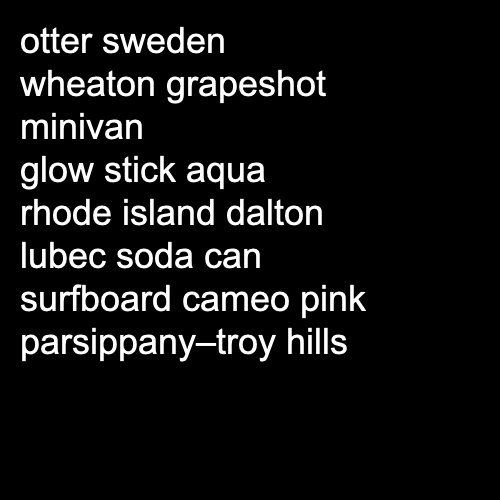 otter sweden
wheaton grapeshot
minivan
glow stick aqua
rhode island dalton
lubec soda can
surfboard cameo pink
parsippany–troy hills